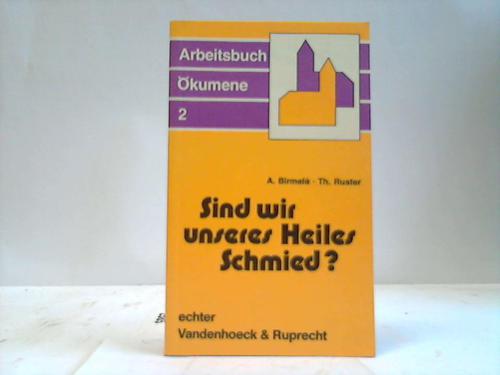 Arbeitsbuch
Ökumene
2
A. Birmelé · Th. Ruster
Sind wir
unseres Heiles
Schmied?
echter
Vandenhoeck & Ruprecht